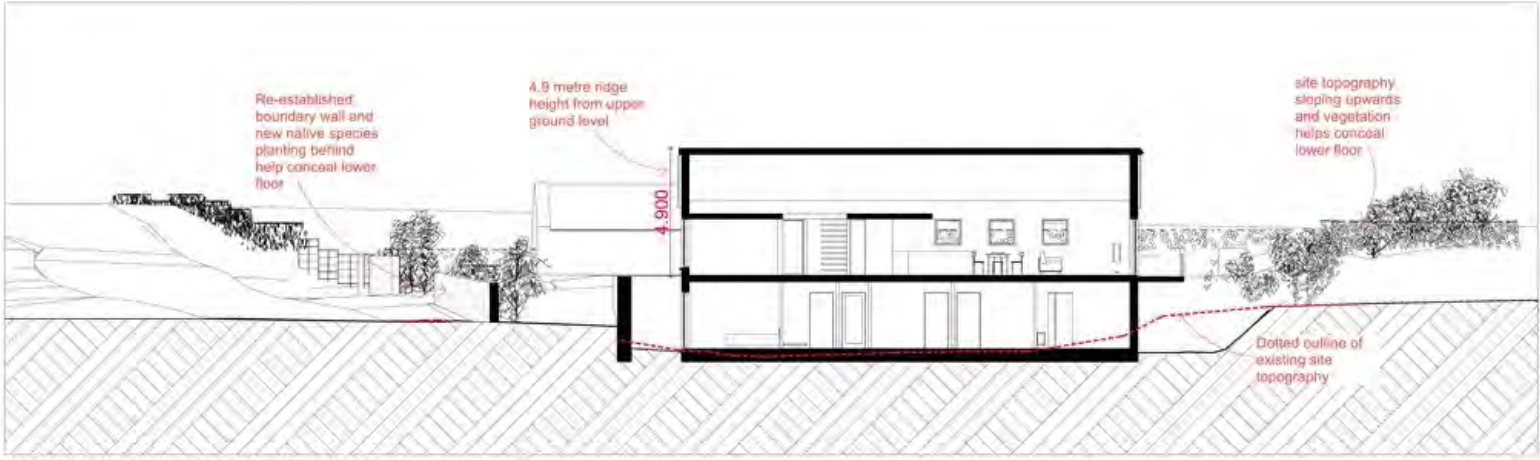 Re-established
boundary wall and
new native species
planting behind
help conceal lower
floor
4.9 metre ridge
height from upper
ground level
4.900
site topography
sloping upwards
and vegetation
helps conceal
lower floor
Dotted outline of
existing site
topography